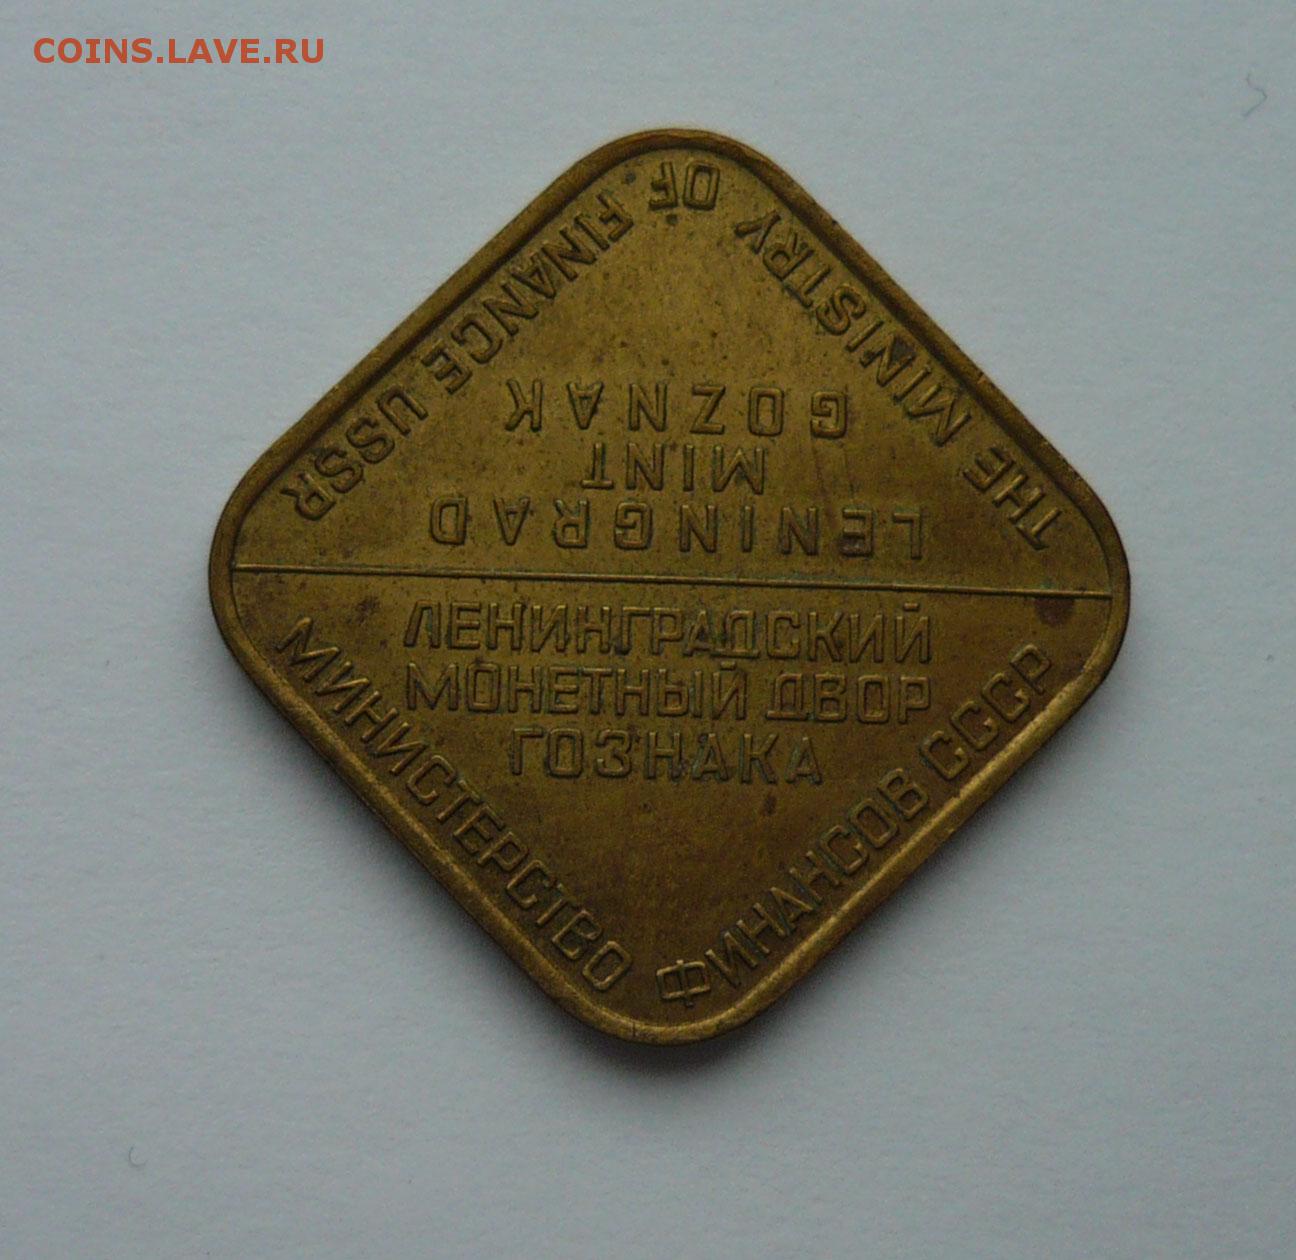 COINS.LAVE.RU
THE MINISTRY OF FINANCE USSR
LENINGRAD
MINT
GOZNAK
ЛЕНИНГРАДСКИЙ
МОНЕТНЫЙ ДВОР
ГОЗНАКА
МИНИСТЕРСТВО ФИНАНСОВ СССР